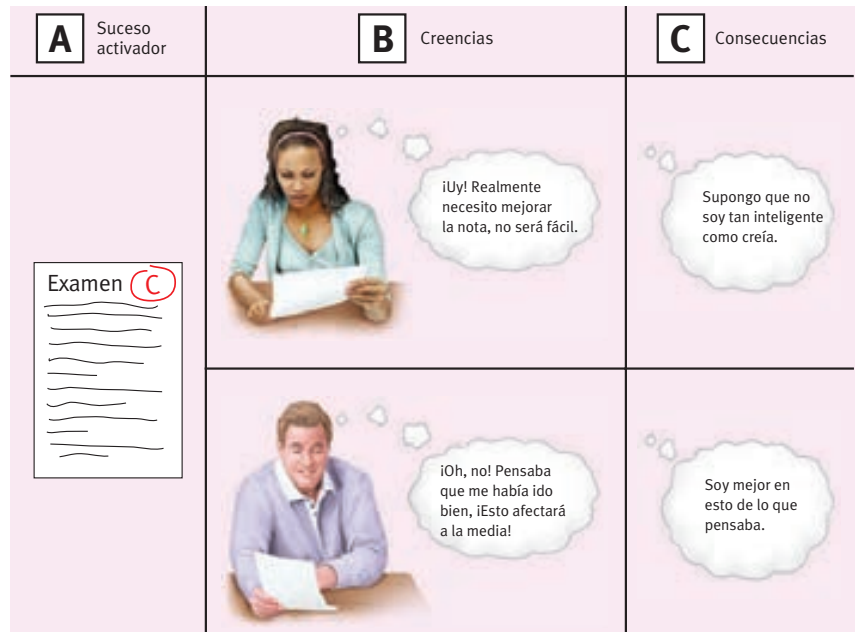 A
Suceso
activador
B
Creencias
C
Consecuencias
Examen C
¡Uy! Realmente
necesito mejorar
la nota, no será fácil.
Supongo que no
soy tan inteligente
como creía.
¡Oh, no! Pensaba
que me había ido
bien, ¡Esto afectará
a la media!
Soy mejor en
esto de lo que
pensaba.